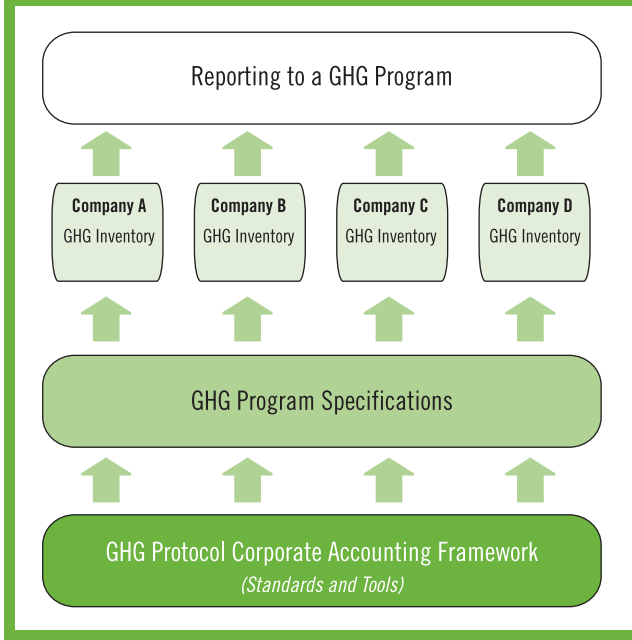 Reporting to a GHG Program
Company A
GHG Inventory
Company B
GHG Inventory
Company C
GHG Inventory
Company D
GHG Inventory
GHG Program Specifications
GHG Protocol Corporate Accounting Framework
(Standards and Tools)